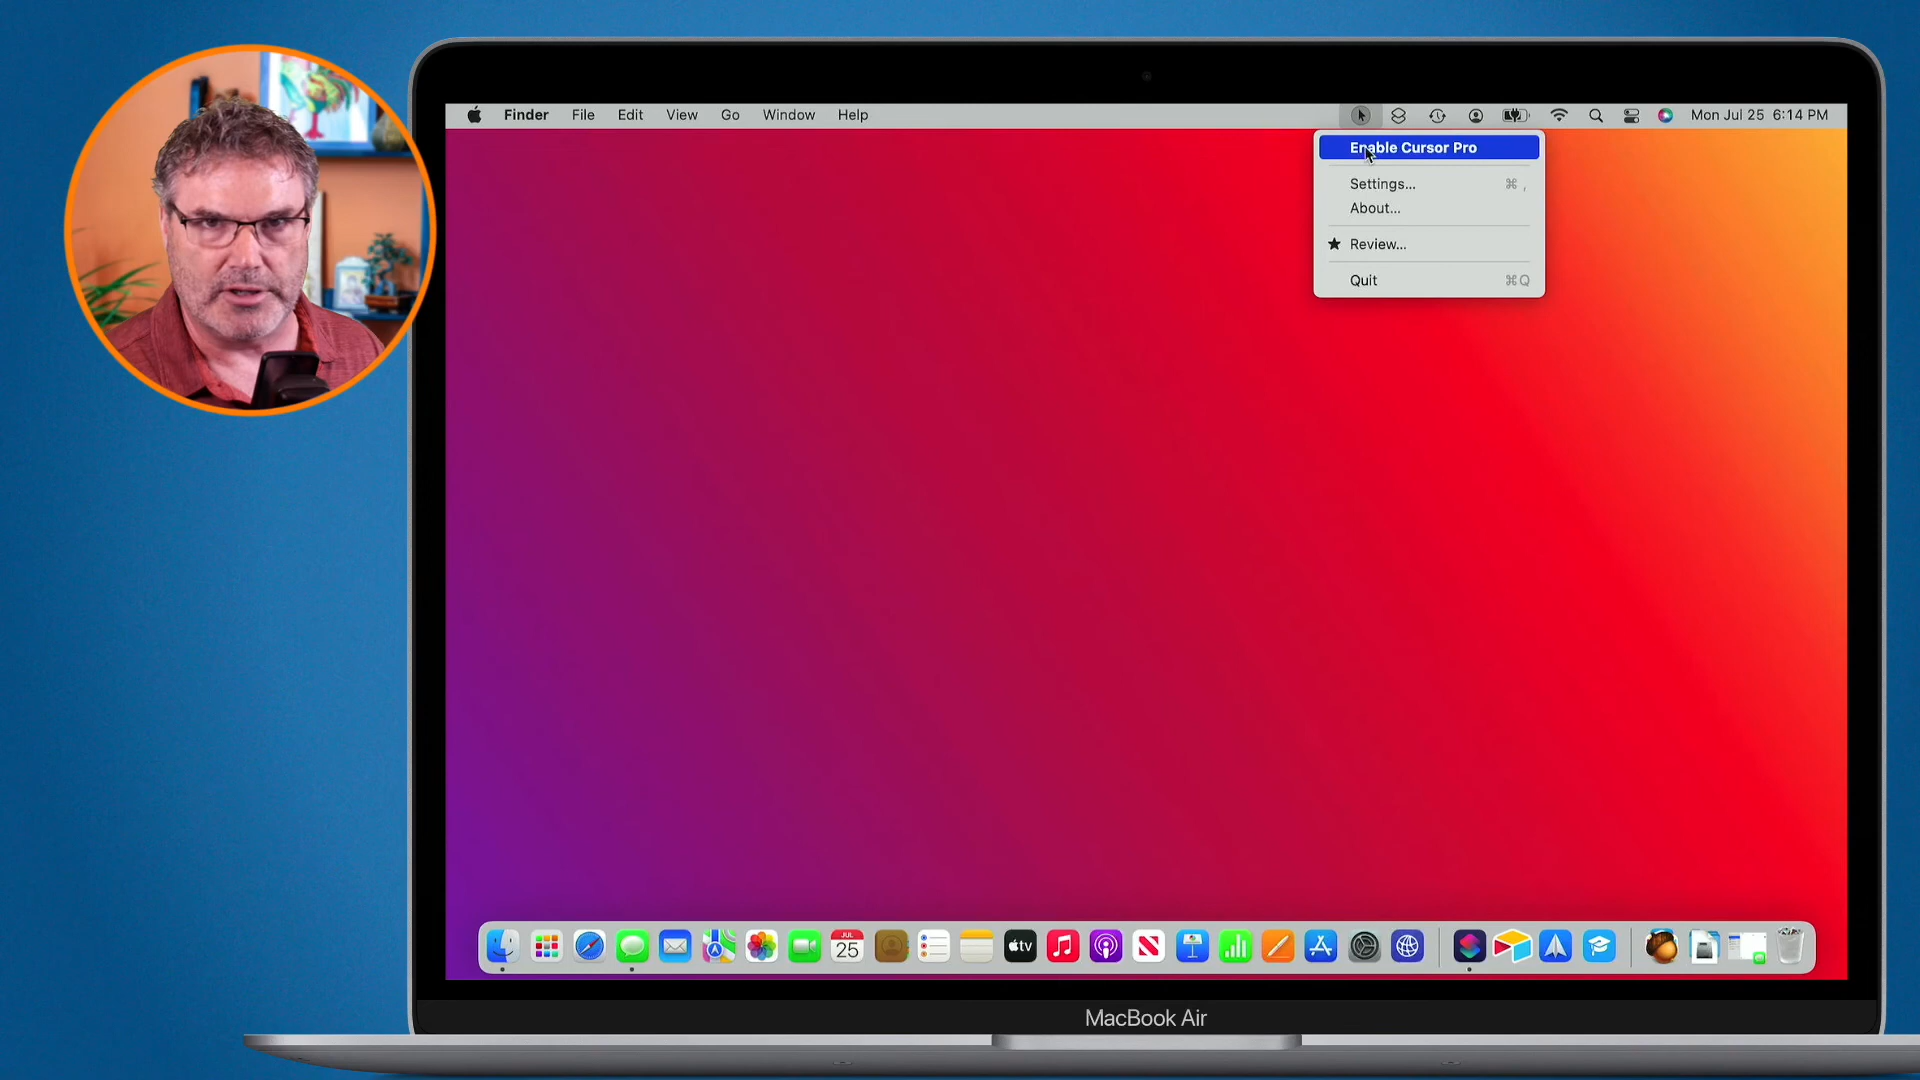 Finder File Edit View Go Window Help Mon Jul 25 6:14 PM
Enable Cursor Pro
Settings... ⌘ ,
About...
★ Review...
Quit ⌘Q
tv
JUL
25
MacBook Air